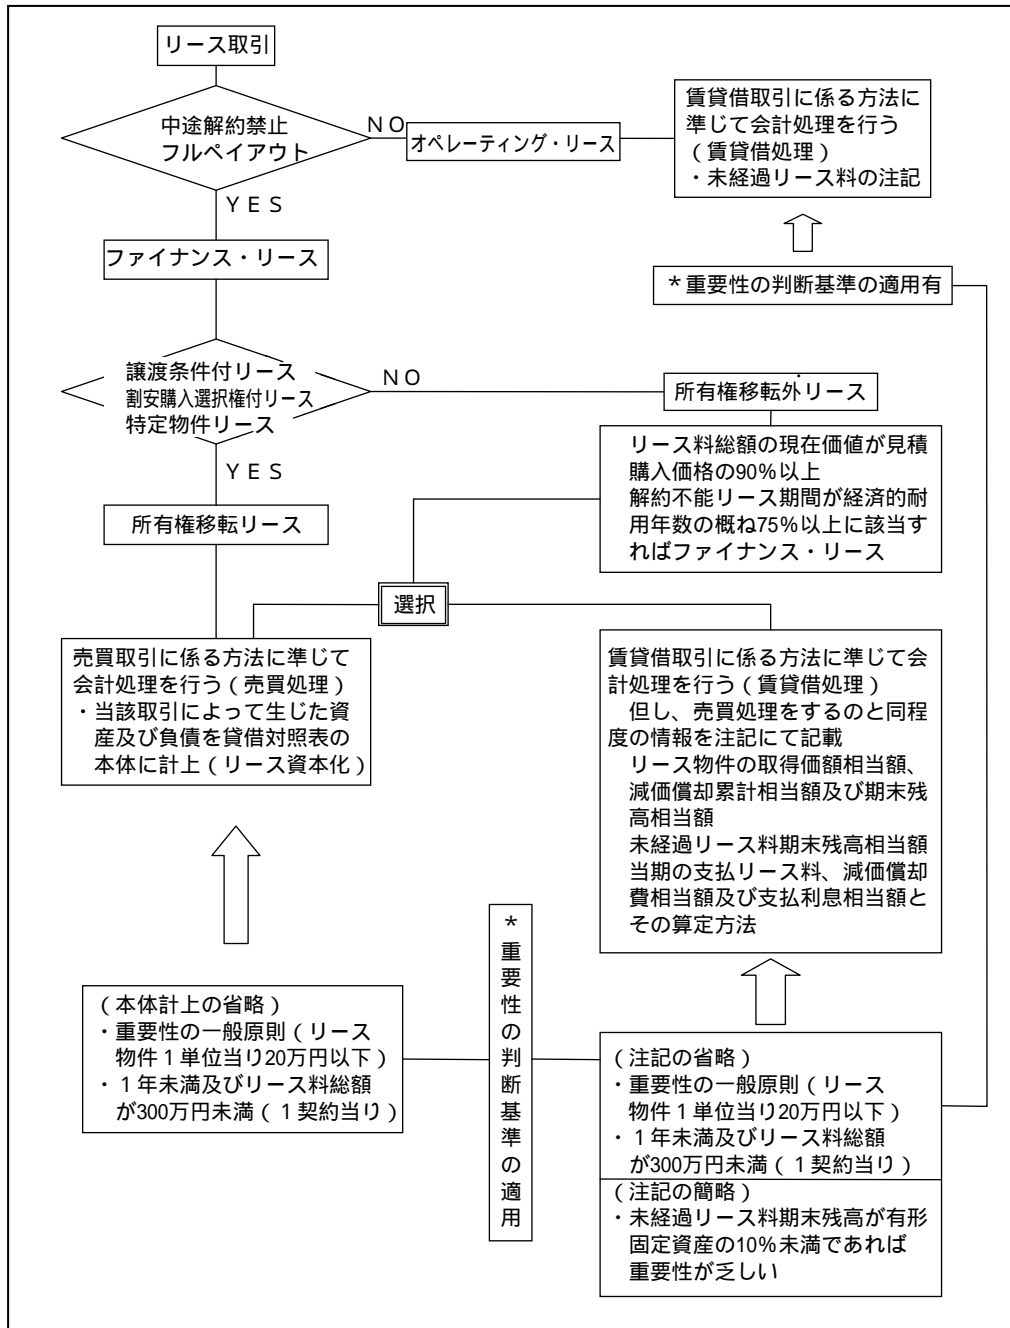 リース取引
中途解約禁止
フルペイアウト
NO
オペレーティング・リース
賃貸借取引に係る方法に
準じて会計処理を行う
(賃貸借処理)
・未経過リース料の注記
YES
ファイナンス・リース
*重要性の判断基準の適用有
譲渡条件付リース
割安購入選択権付リース
特定物件リース
NO
所有権移転外リース
YES
リース料総額の現在価値が見積
購入価格の90%以上
解約不能リース期間が経済的耐
用年数の概ね75%以上に該当す
ればファイナンス・リース
所有権移転リース
選択
売買取引に係る方法に準じて
会計処理を行う(売買処理)
・当該取引によって生じた資
産及び負債を貸借対照表の
本体に計上(リース資本化)
賃貸借取引に係る方法に準じて会
計処理を行う(賃貸借処理)
但し、売買処理をするのと同程
度の情報を注記にて記載
リース物件の取得価額相当額、
減価償却累計相当額及び期末残
高相当額
未経過リース料期末残高相当額
当期の支払リース料、減価償却
費相当額及び支払利息相当額と
その算定方法
(本体計上の省略)
・重要性の一般原則(リース
物件1単位当り20万円以下)
・1年未満及びリース料総額
が300万円未満(1契約当り)
*重要性の判断基準の適用
(注記の省略)
・重要性の一般原則(リース
物件1単位当り20万円以下)
・1年未満及びリース料総額
が300万円未満(1契約当り)
(注記の簡略)
・未経過リース料期末残高が有形
固定資産の10%未満であれば
重要性が乏しい